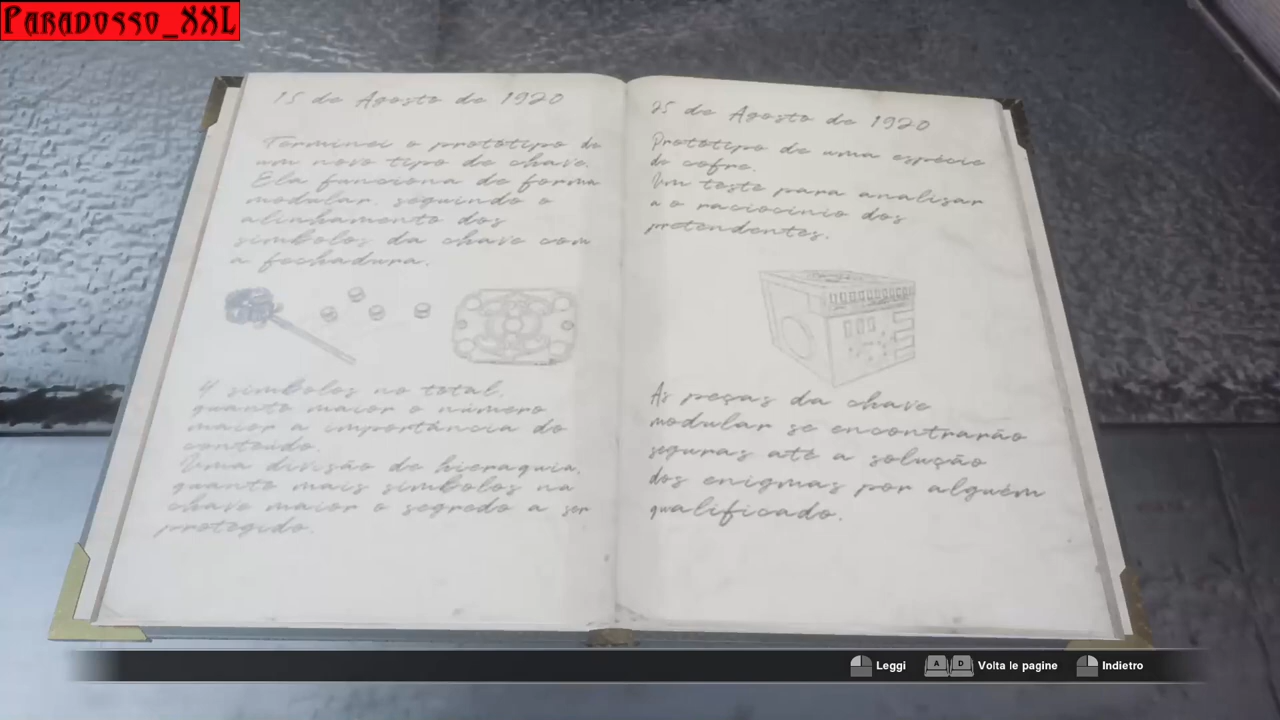 PARADOSSO_XXL
15 de Agosto de 1920
Terminei o protótipo de
um novo tipo de chave.
Ela funciona de forma
modular, seguindo o
alinhamento dos
símbolos da chave com
a fechadura.
4 símbolos no total,
quanto maior o número
maior a importância do
conteúdo.
Uma divisão de hieraquia,
quanto mais símbolos na
chave maior o segredo a ser
protegido.
25 de Agosto de 1920
Protótipo de uma espécie
de cofre.
Um teste para analisar
a o raciocínio dos
pretendentes.
As peças da chave
modular se encontrarão
seguras até a solução
dos enigmas por alguém
qualificado.
Leggi
A D Volta le pagine
Indietro